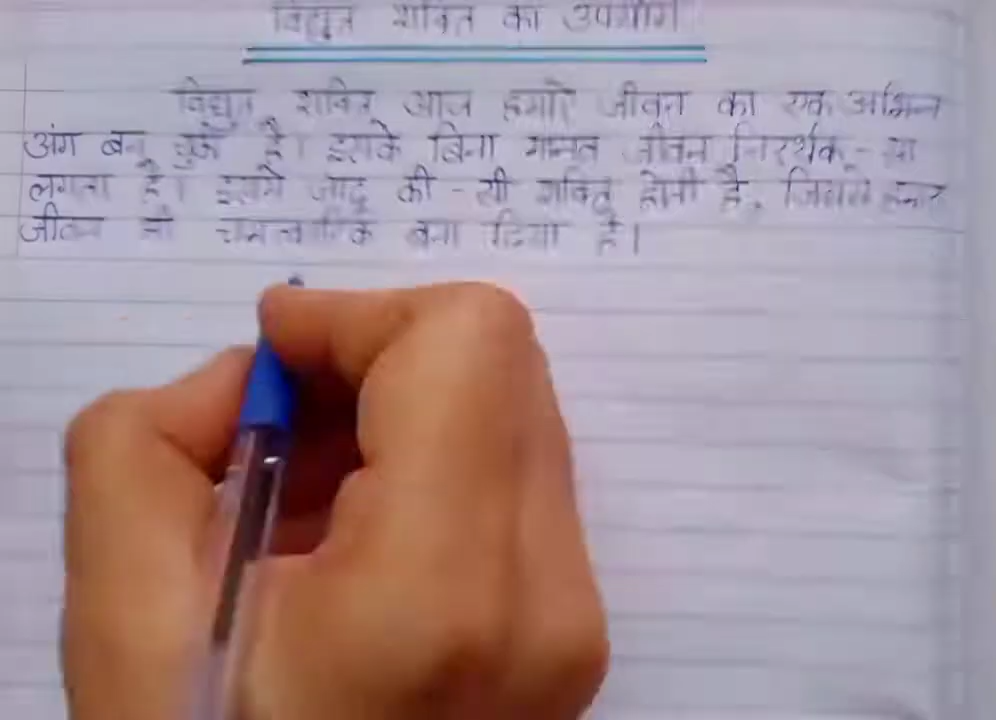 विद्युत शक्ति का उपयोग
विद्युत शक्ति आज हमारे जीवन का एक अभिन्न
अंग बन चुकी है। इसके बिना मानव जीवन निरर्थक-सा
लगता है। इसमे जादू की-सी शक्ति होती है, जिसने हमारे
जीवन को चमत्कारिक बना दिया है।